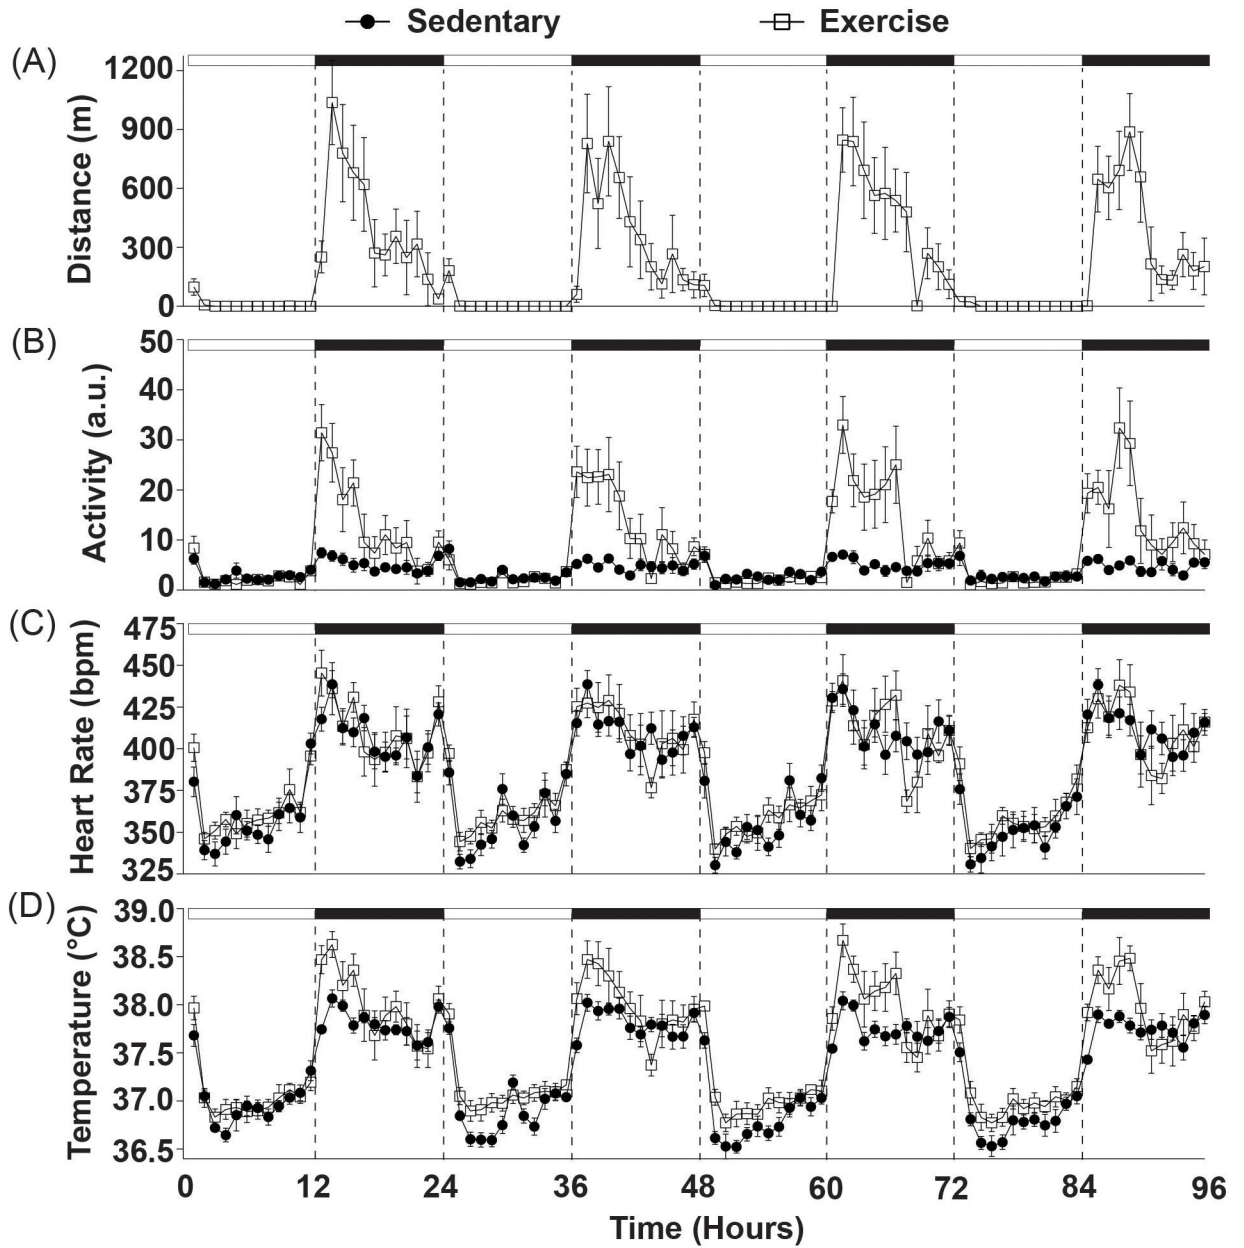 Sedentary Exercise
(A)
1200
900
600
300
0
Distance (m)
(B)
50
40
30
20
10
0
Activity (a.u.)
(C)
475
450
425
400
375
350
325
Heart Rate (bpm)
(D)
39.0
38.5
38.0
37.5
37.0
36.5
Temperature (°C)
0 12 24 36 48 60 72 84 96
Time (Hours)